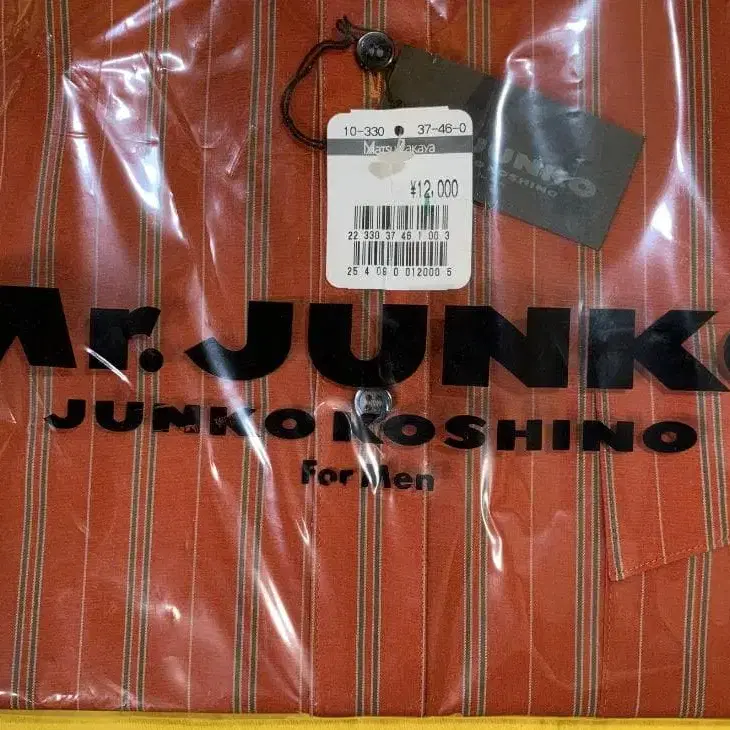 10-330 37-46-0
MatsuZakaya
¥12,000
22 330 37 46 1 00 3
25 4 09 0 012000 5
JUNKO
KOSHINO
Mr. JUNKO
JUNKO KOSHINO
For Men